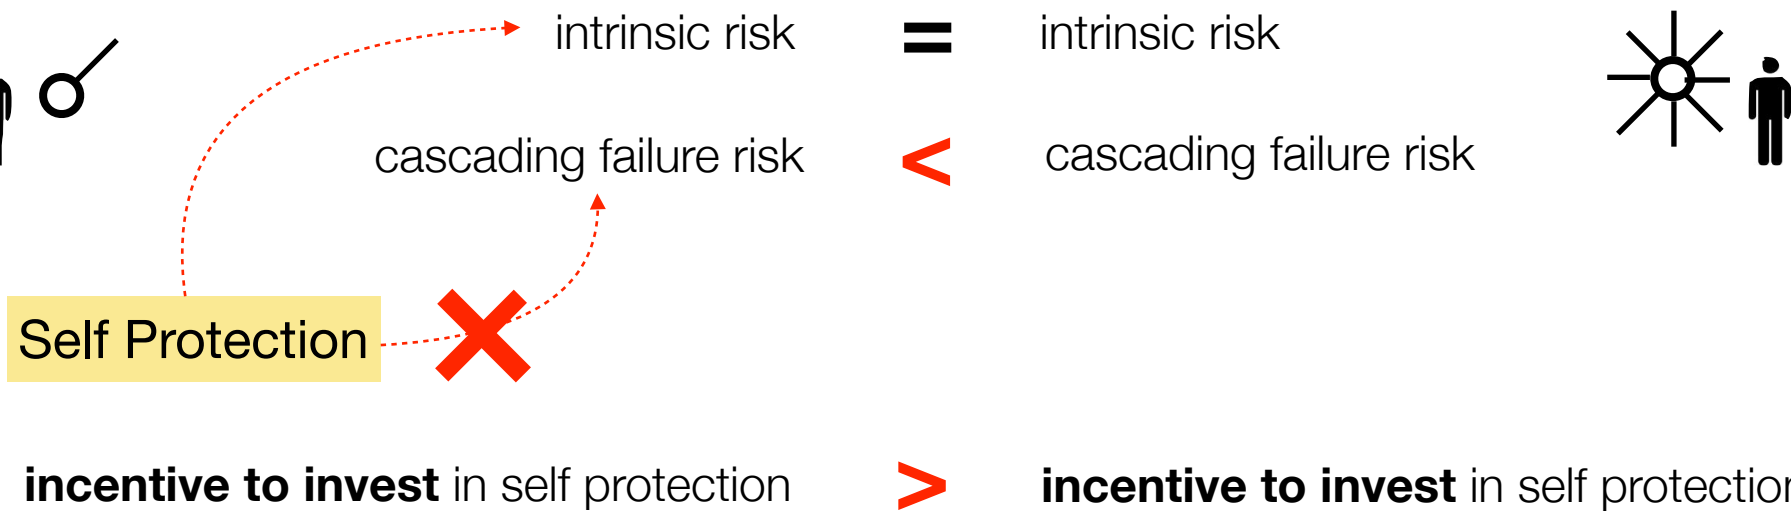 intrinsic risk = intrinsic risk
cascading failure risk < cascading failure risk
Self Protection
incentive to invest in self protection > incentive to invest in self protection